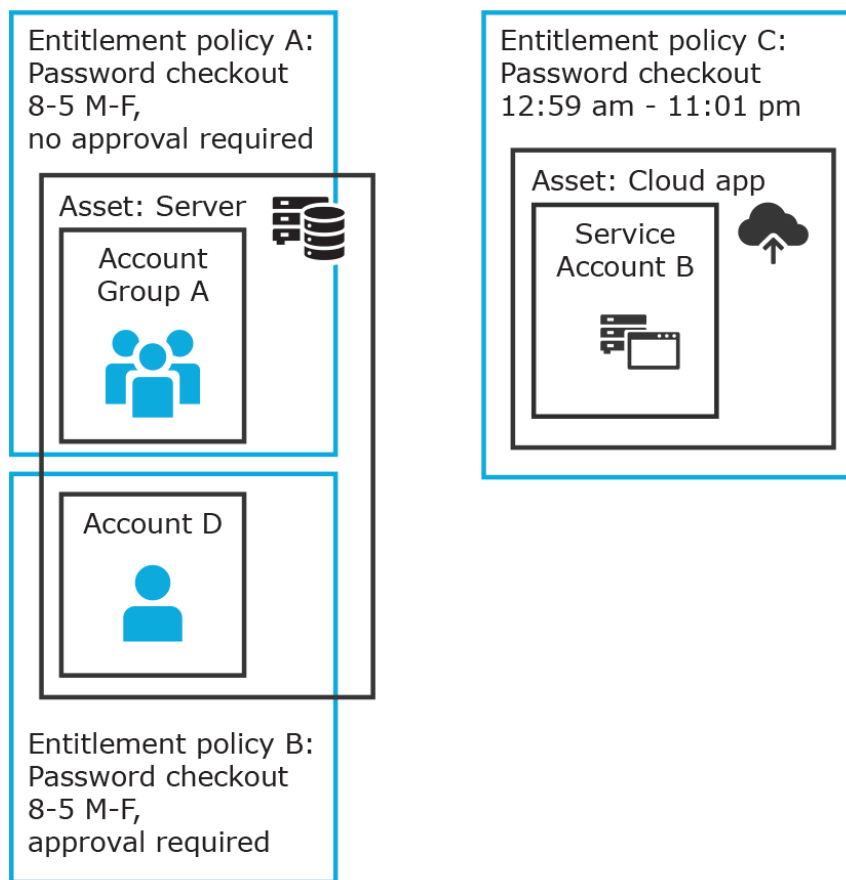 Entitlement policy A:
Password checkout
8-5 M-F,
no approval required
Asset: Server
Account
Group A
Account D
Entitlement policy B:
Password checkout
8-5 M-F,
approval required
Entitlement policy C:
Password checkout
12:59 am - 11:01 pm
Asset: Cloud app
Service
Account B